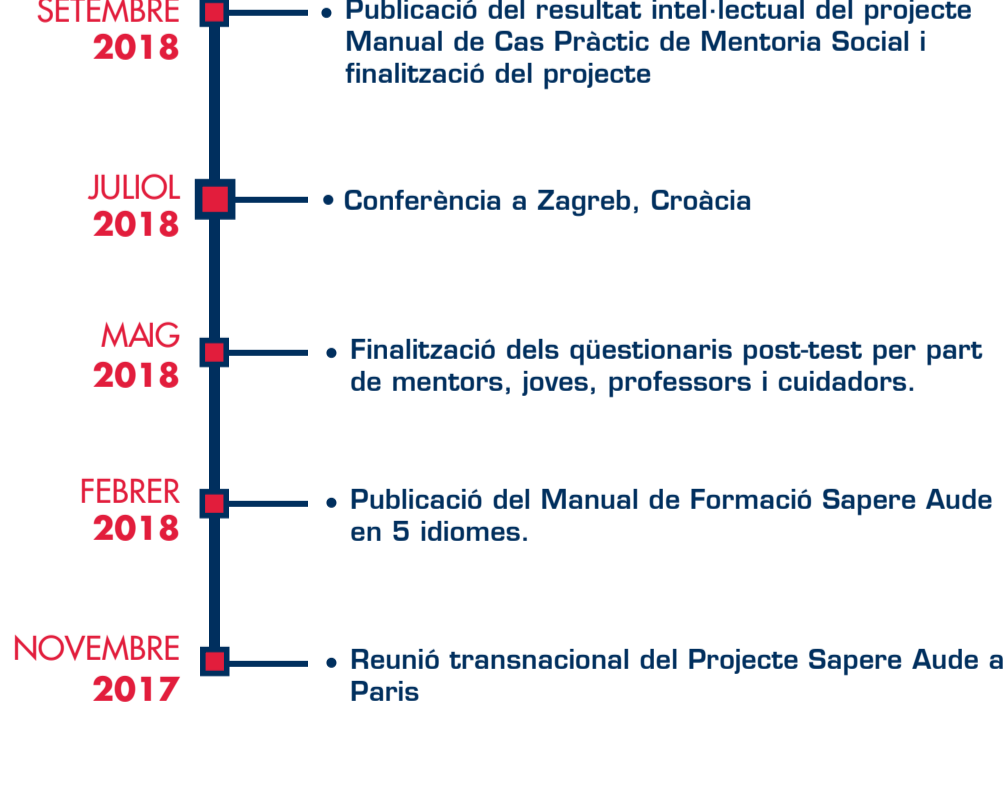 SETEMBRE
2018
• Publicació del resultat intel·lectual del projecte
Manual de Cas Pràctic de Mentoria Social i
finalització del projecte
JULIOL
2018
• Conferència a Zagreb, Croàcia
MAIG
2018
• Finalització dels qüestionaris post-test per part
de mentors, joves, professors i cuidadors.
FEBRER
2018
• Publicació del Manual de Formació Sapere Aude
en 5 idiomes.
NOVEMBRE
2017
• Reunió transnacional del Projecte Sapere Aude a
Paris